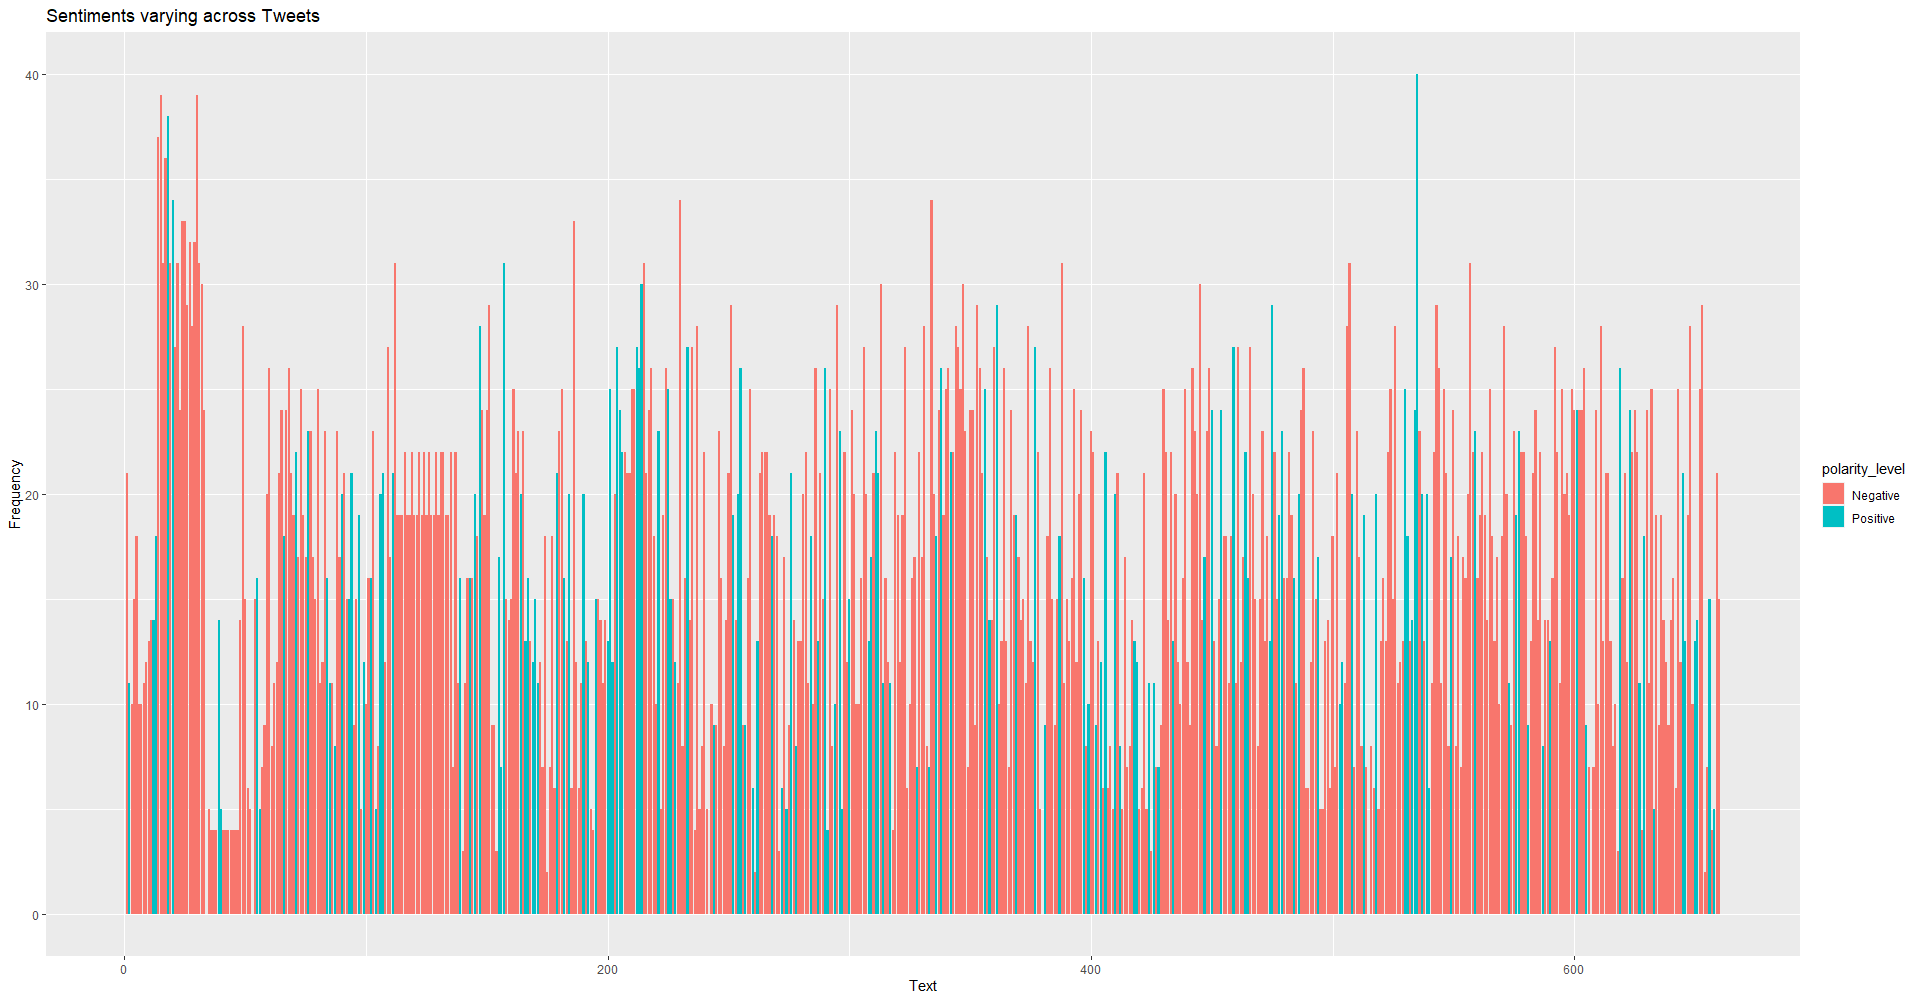 Sentiments varying across Tweets
40
30
20
10
0
Frequency
0 200 400 600
Text
polarity_level
Negative
Positive